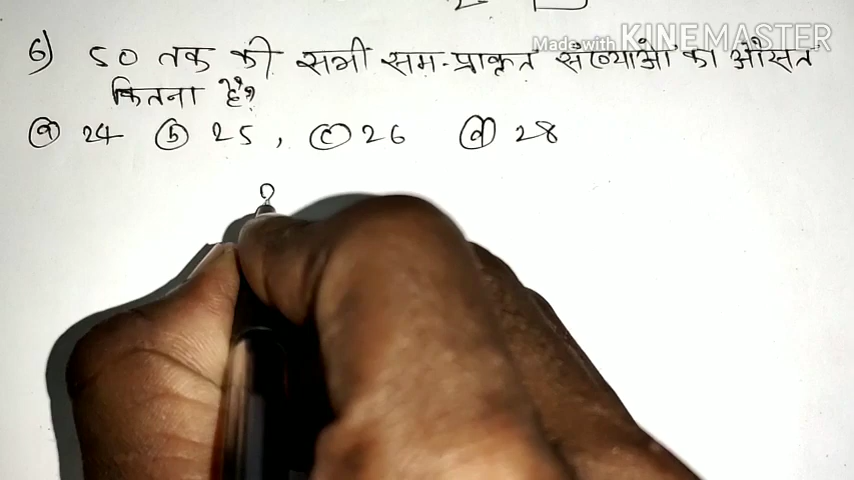 Made with KINEMASTER
6) 50 तक की सभी सम-प्राकृत संख्याओं का औसत
कितना है?
ⓐ 24 ⓑ 25 , ⓒ 26 ⓓ 28